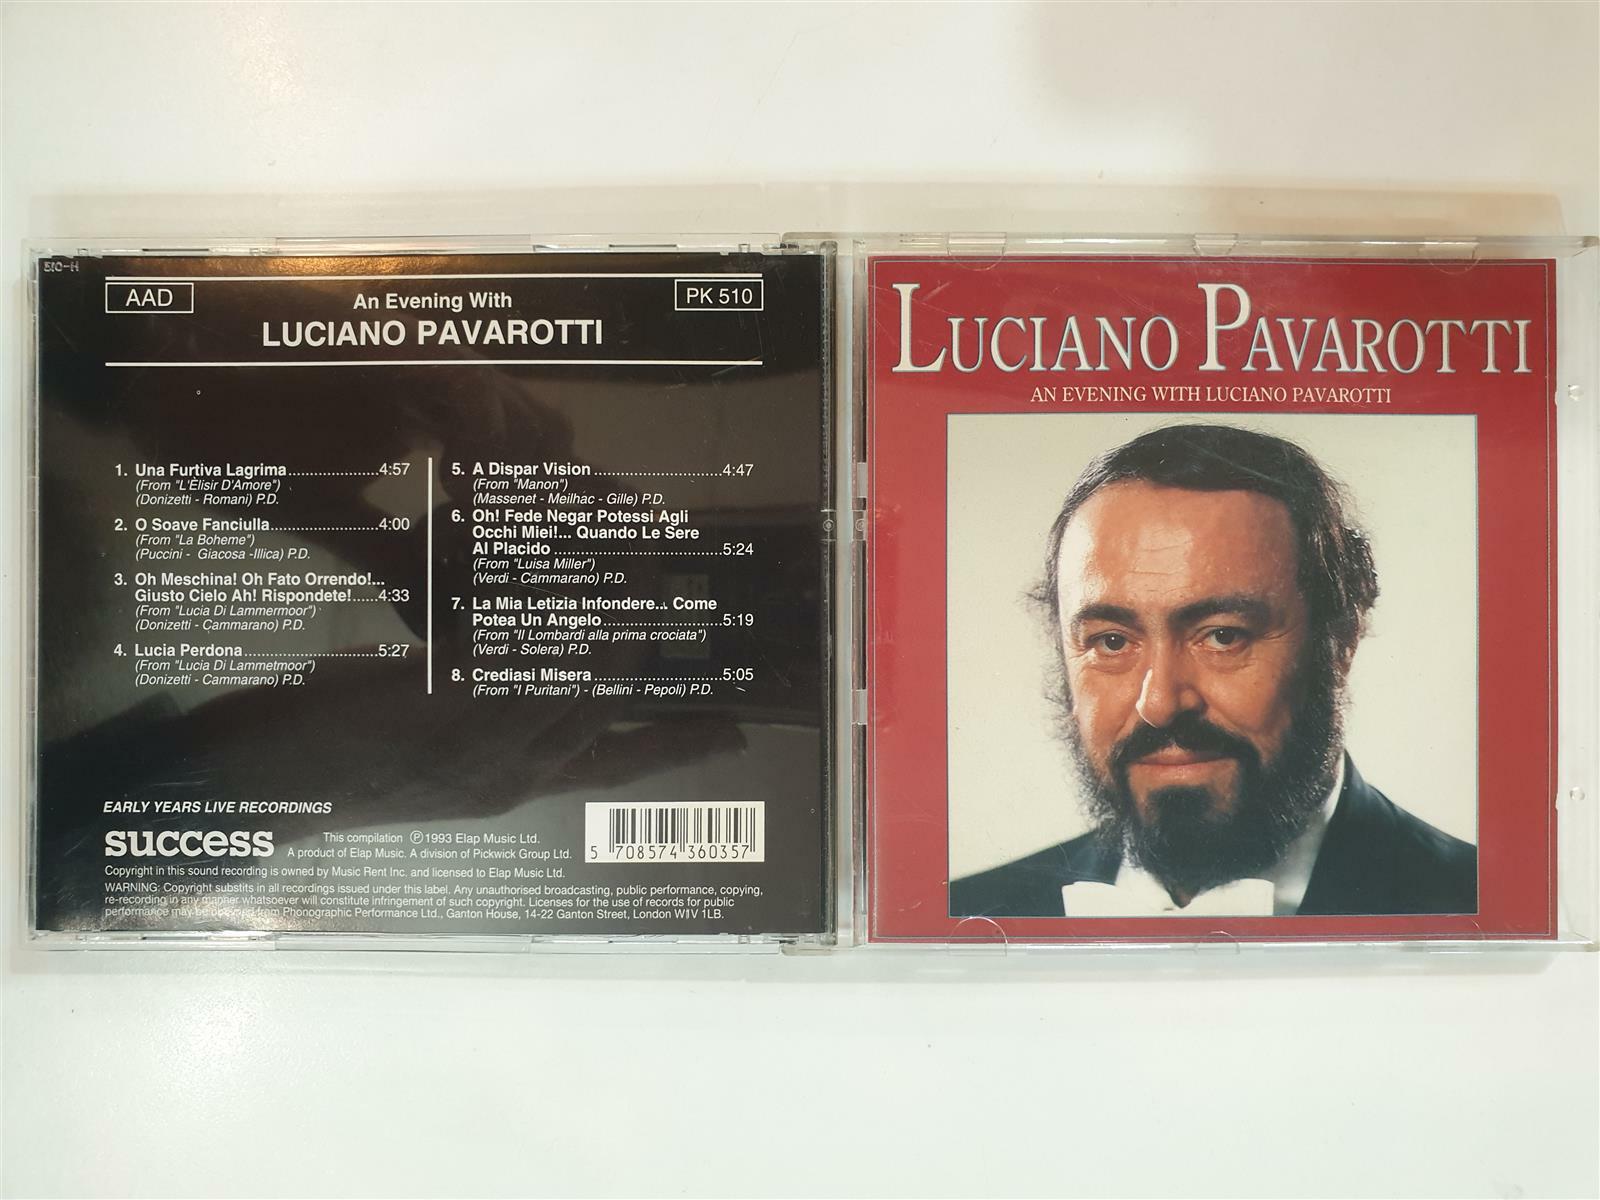 AAD
An Evening With
PK 510
LUCIANO PAVAROTTI
1. Una Furtiva Lagrima.....................4:57
(From "L'Èlisir D'Amore")
(Donizetti - Romani) P.D.
2. O Soave Fanciulla........................4:00
(From "La Boheme")
(Puccini - Giacosa -Illica) P.D.
3. Oh Meschina! Oh Fato Orrendo!...
Giusto Cielo Ah! Rispondete!......4:33
(From "Lucia Di Lammermoor")
(Donizetti - Cammarano) P.D.
4. Lucia Perdona..............................5:27
(From "Lucia Di Lammetmoor")
(Donizetti - Cammarano) P.D.
5. A Dispar Vision.............................4:47
(From "Manon")
(Massenet - Meilhac - Gille) P.D.
6. Oh! Fede Negar Potessi Agli
Occhi Miei!... Quando Le Sere
Al Placido......................................5:24
(From "Luisa Miller")
(Verdi - Cammarano) P.D.
7. La Mia Letizia Infondere... Come
Potea Un Angelo...........................5:19
(From "Il Lombardi alla prima crociata")
(Verdi - Solera) P.D.
8. Crediasi Misera.............................5:05
(From "I Puritani") - (Bellini - Pepoli) P.D.
EARLY YEARS LIVE RECORDINGS
success
This compilation Ⓟ 1993 Elap Music Ltd.
A product of Elap Music. A division of Pickwick Group Ltd.
5 708574 360357
Copyright in this sound recording is owned by Music Rent Inc. and licensed to Elap Music Ltd.
WARNING: Copyright substits in all recordings issued under this label. Any unauthorised broadcasting, public performance, copying,
re-recording in any manner whatsoever will constitute infringement of such copyright. Licenses for the use of records for public
performance may be obtained from Phonographic Performance Ltd., Ganton House, 14-22 Ganton Street, London W1V 1LB.
LUCIANO PAVAROTTI
AN EVENING WITH LUCIANO PAVAROTTI